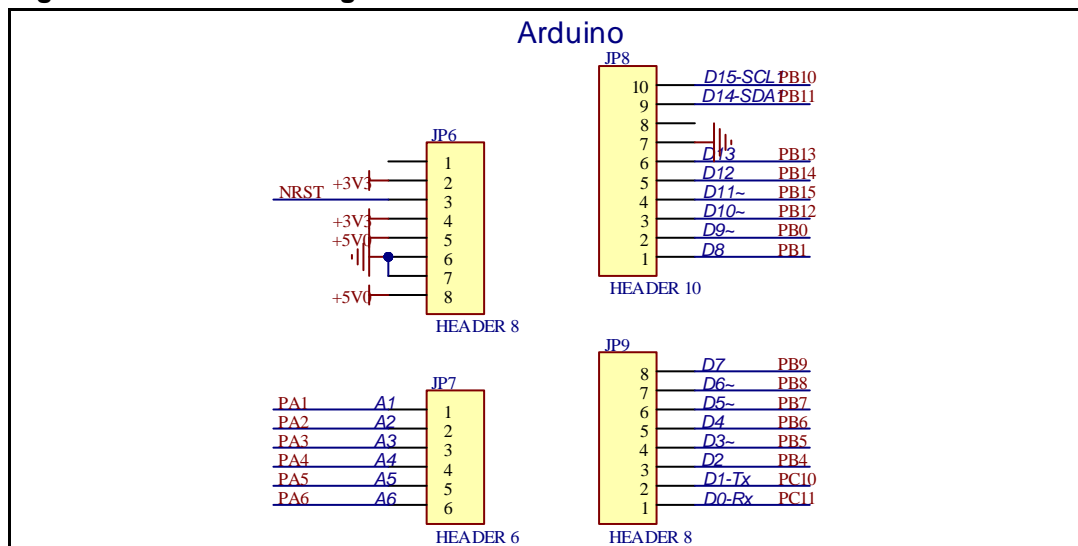 Arduino
JP8
10 D15-SCL1 PB10
9 D14-SDA1 PB11
8
7
6 D13 PB13
5 D12 PB14
4 D11~ PB15
3 D10~ PB12
2 D9~ PB0
1 D8 PB1
HEADER 10
JP6
1
+3V3 2
NRST 3
+3V3 4
+5V0 5
6
7
+5V0 8
HEADER 8
JP7
PA1 A1 1
PA2 A2 2
PA3 A3 3
PA4 A4 4
PA5 A5 5
PA6 A6 6
HEADER 6
JP9
8 D7 PB9
7 D6~ PB8
6 D5~ PB7
5 D4 PB6
4 D3~ PB5
3 D2 PB4
2 D1-Tx PC10
1 D0-Rx PC11
HEADER 8